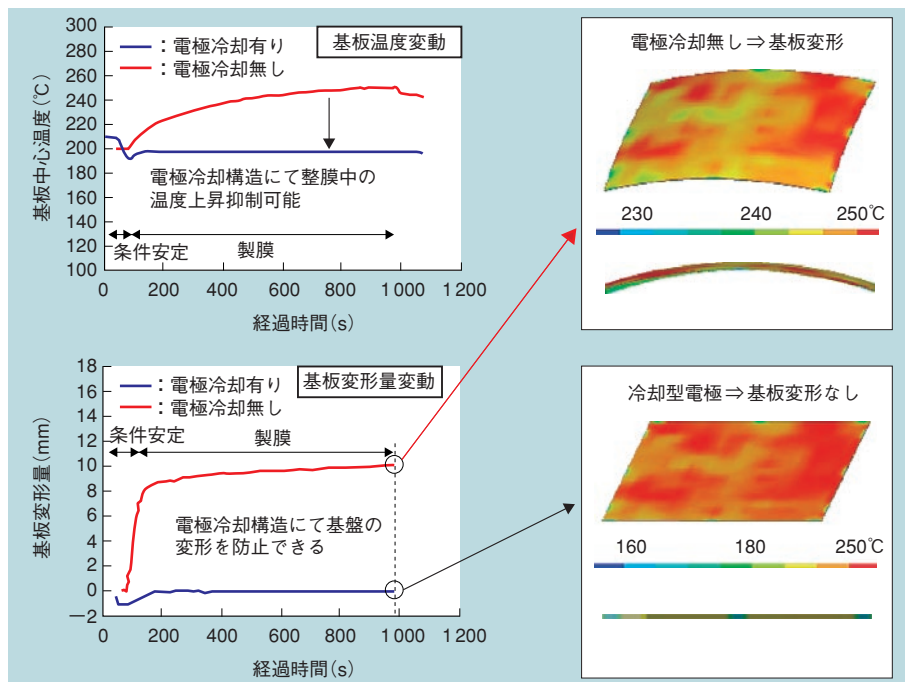 基板温度変動
：電極冷却有り
：電極冷却無し
基板中心温度(℃)
300
280
260
240
220
200
180
160
140
120
100
電極冷却構造にて整膜中の
温度上昇抑制可能
条件安定
製膜
0
200
400
600
800
1 000
1 200
経過時間(s)
電極冷却無し⇒基板変形
230
240
250℃
基板変形量変動
：電極冷却有り
：電極冷却無し
基板変形量(mm)
18
16
14
12
10
8
6
4
2
0
−2
条件安定
製膜
電極冷却構造にて基盤の
変形を防止できる
0
200
400
600
800
1 000
1 200
経過時間(s)
冷却型電極⇒基板変形なし
160
180
250℃